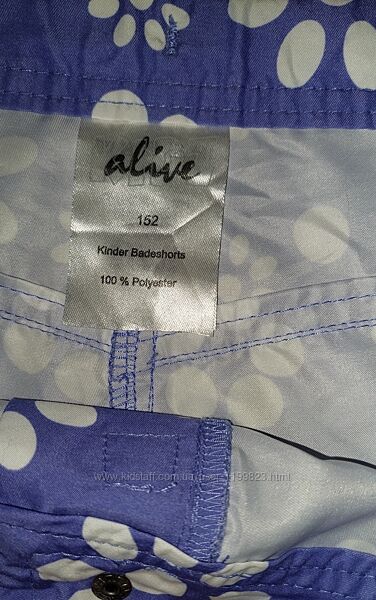 alive
152
Kinder Badeshorts
100 % Polyester